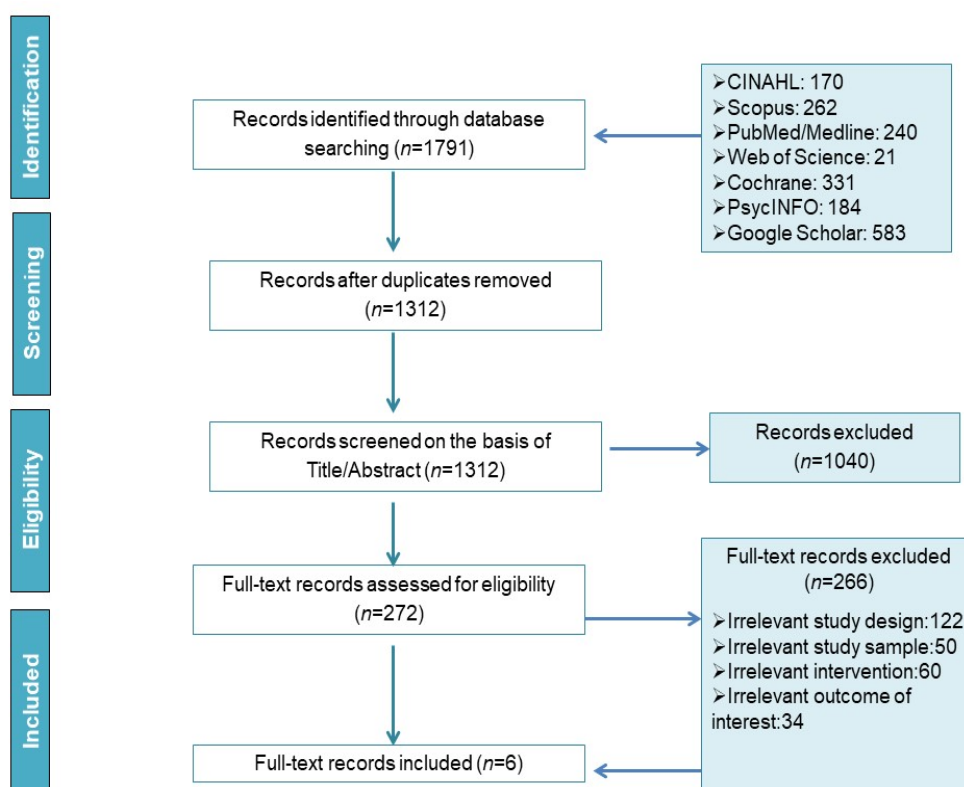 Identification
Records identified through database
searching (n=1791)
➢CINAHL: 170
➢Scopus: 262
➢PubMed/Medline: 240
➢Web of Science: 21
➢Cochrane: 331
➢PsycINFO: 184
➢Google Scholar: 583
Screening
Records after duplicates removed
(n=1312)
Eligibility
Records screened on the basis of
Title/Abstract (n=1312)
Records excluded
(n=1040)
Full-text records assessed for eligibility
(n=272)
Full-text records excluded
(n=266)
➢Irrelevant study design:122
➢Irrelevant study sample:50
➢Irrelevant intervention:60
➢Irrelevant outcome of
interest:34
Included
Full-text records included (n=6)